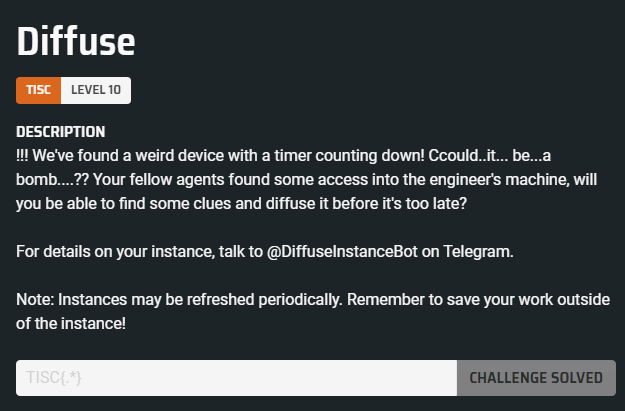 Diffuse
TISC LEVEL 10
DESCRIPTION
!!! We've found a weird device with a timer counting down! Ccould..it... be...a
bomb....?? Your fellow agents found some access into the engineer's machine, will
you be able to find some clues and diffuse it before it's too late?
For details on your instance, talk to @DiffuseInstanceBot on Telegram.
Note: Instances may be refreshed periodically. Remember to save your work outside
of the instance!
TISC{.*} CHALLENGE SOLVED